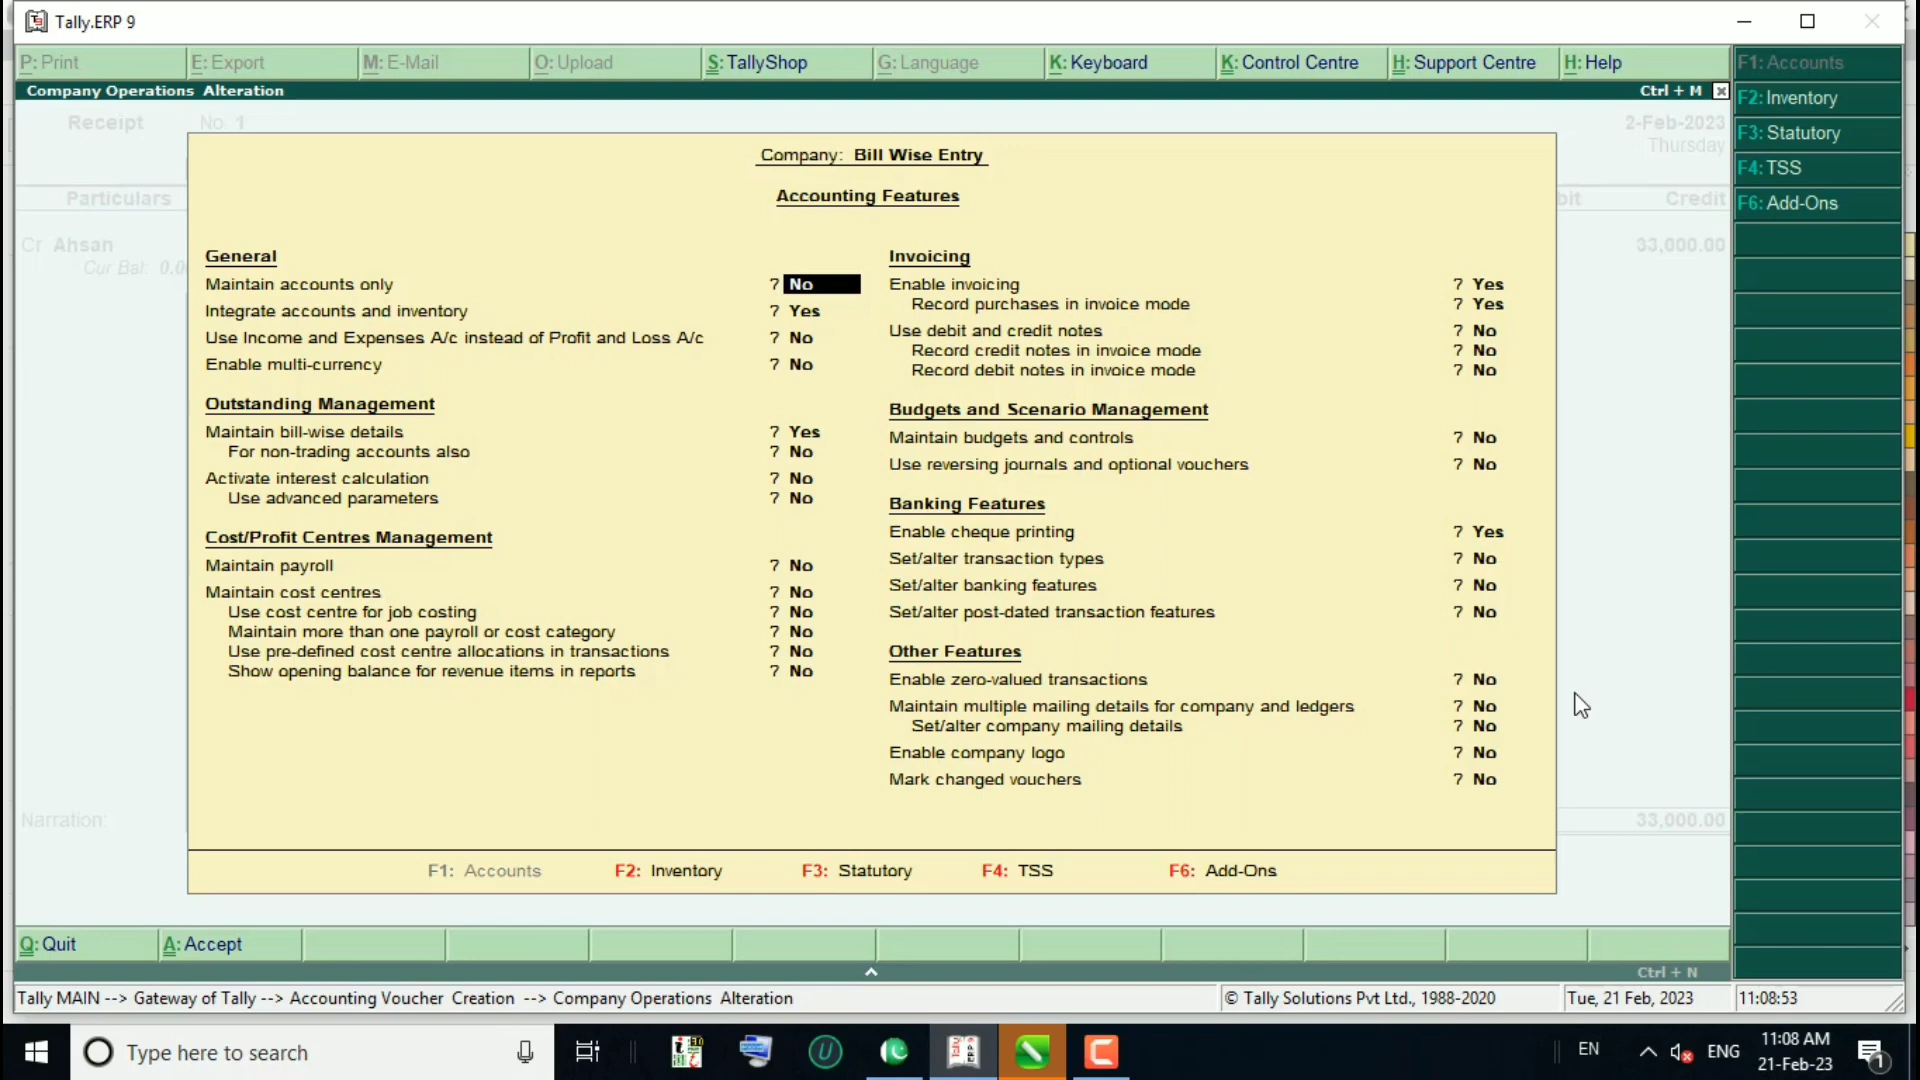 Tally.ERP 9
P: Print E: Export M: E-Mail O: Upload S: TallyShop G: Language K: Keyboard K: Control Centre H: Support Centre H: Help
Company Operations Alteration Ctrl + M
Receipt No. 1 2-Feb-2023
Thursday
Particulars bit Credit
Cr Ahsan 33,000.00
Cur Bal: 0.0
Company: Bill Wise Entry
Accounting Features
General
Maintain accounts only ? No
Integrate accounts and inventory ? Yes
Use Income and Expenses A/c instead of Profit and Loss A/c ? No
Enable multi-currency ? No
Outstanding Management
Maintain bill-wise details ? Yes
For non-trading accounts also ? No
Activate interest calculation ? No
Use advanced parameters ? No
Cost/Profit Centres Management
Maintain payroll ? No
Maintain cost centres ? No
Use cost centre for job costing ? No
Maintain more than one payroll or cost category ? No
Use pre-defined cost centre allocations in transactions ? No
Show opening balance for revenue items in reports ? No
Invoicing
Enable invoicing ? Yes
Record purchases in invoice mode ? Yes
Use debit and credit notes ? No
Record credit notes in invoice mode ? No
Record debit notes in invoice mode ? No
Budgets and Scenario Management
Maintain budgets and controls ? No
Use reversing journals and optional vouchers ? No
Banking Features
Enable cheque printing ? Yes
Set/alter transaction types ? No
Set/alter banking features ? No
Set/alter post-dated transaction features ? No
Other Features
Enable zero-valued transactions ? No
Maintain multiple mailing details for company and ledgers ? No
Set/alter company mailing details ? No
Enable company logo ? No
Mark changed vouchers ? No
Narration: 33,000.00
F1: Accounts F2: Inventory F3: Statutory F4: TSS F6: Add-Ons
F1: Accounts
F2: Inventory
F3: Statutory
F4: TSS
F6: Add-Ons
Q: Quit A: Accept
Ctrl + N
Tally MAIN --> Gateway of Tally --> Accounting Voucher Creation --> Company Operations Alteration © Tally Solutions Pvt Ltd., 1988-2020 Tue, 21 Feb, 2023 11:08:53
Type here to search EN ENG 11:08 AM
21-Feb-23 1